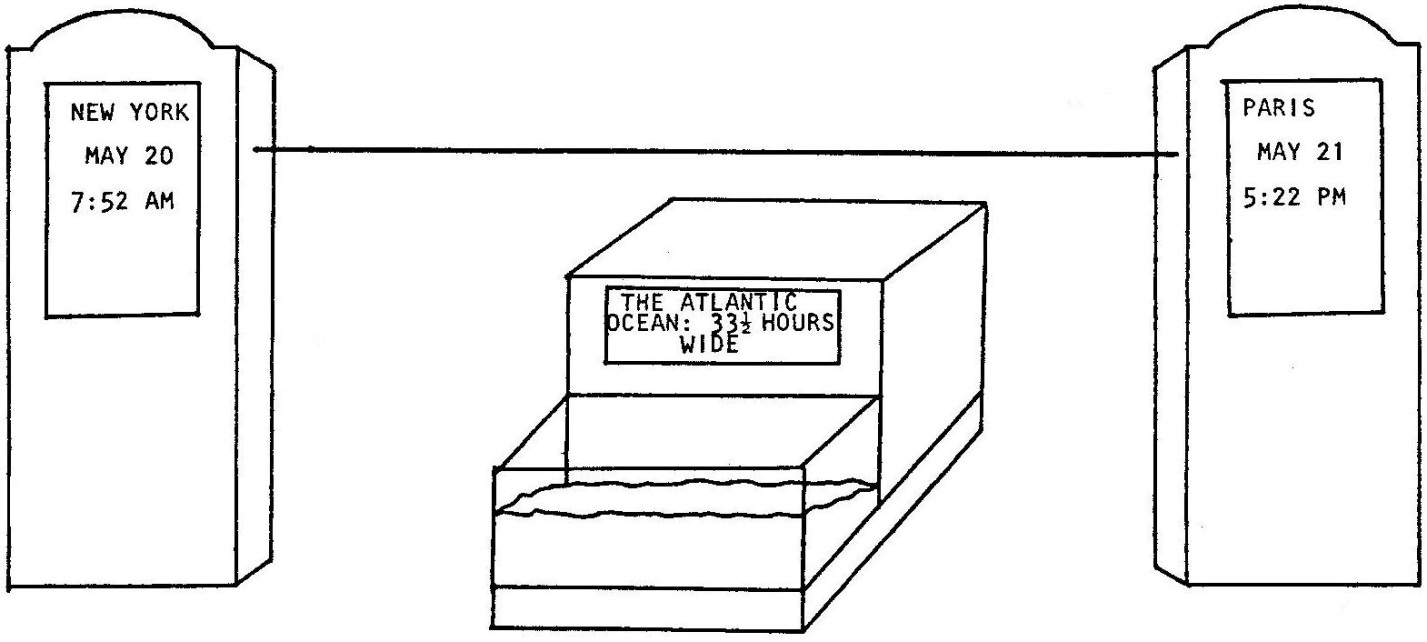 NEW YORK
MAY 20
7:52 AM
THE ATLANTIC
OCEAN: 33½ HOURS
WIDE
PARIS
MAY 21
5:22 PM